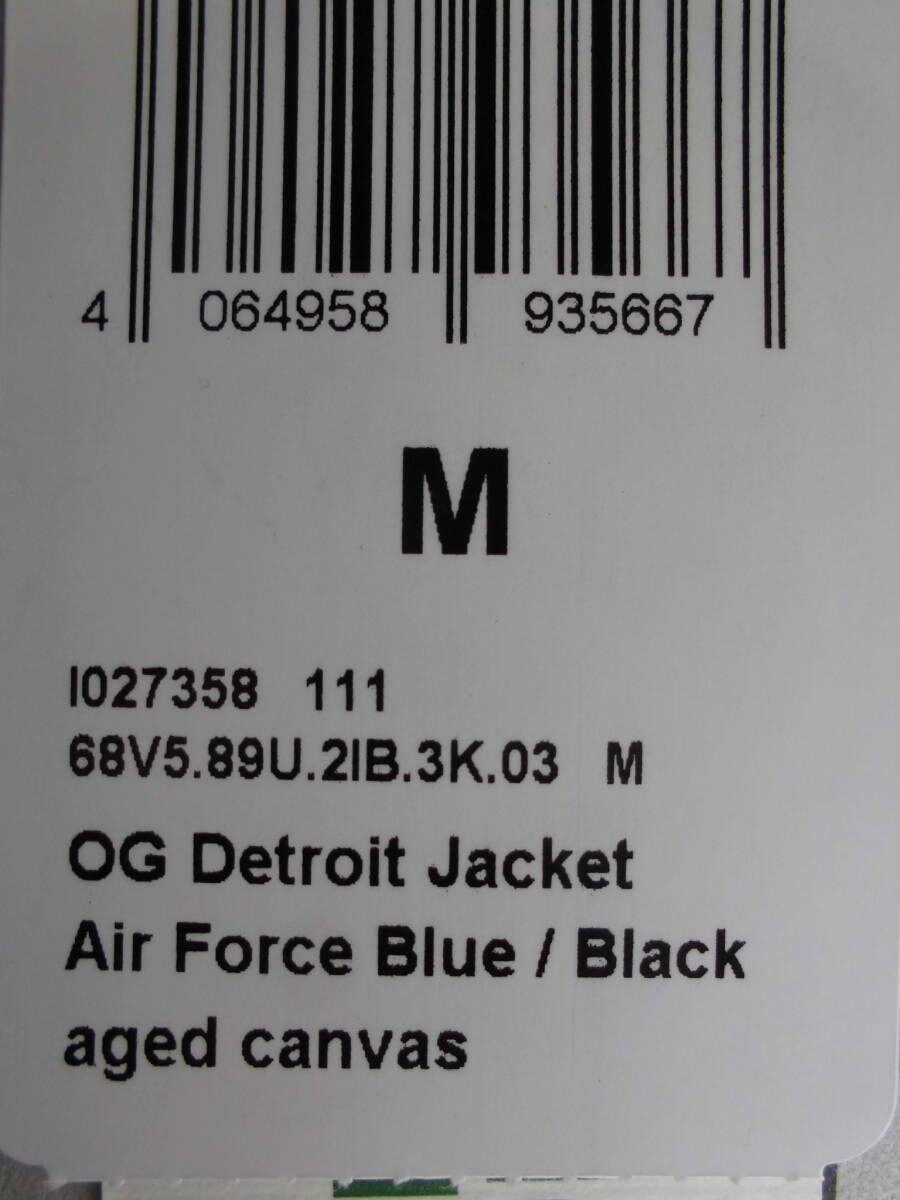 4 064958 935667
M
I027358 111
68V5.89U.2IB.3K.03 M
OG Detroit Jacket
Air Force Blue / Black
aged canvas